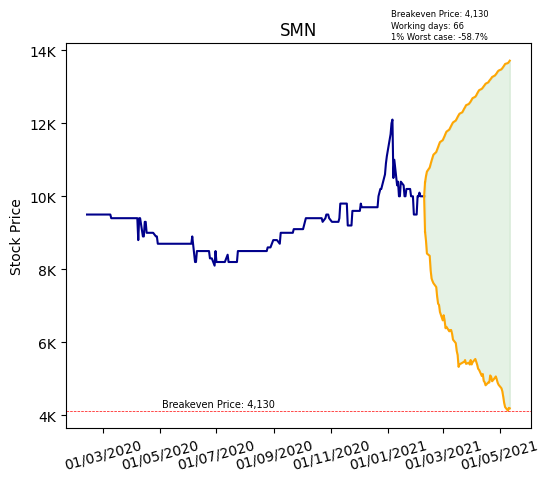 Breakeven Price: 4,130
Working days: 66
1% Worst case: -58.7%
SMN
Stock Price
14K
12K
10K
8K
6K
4K
Breakeven Price: 4,130
01/03/2020
01/05/2020
01/07/2020
01/09/2020
01/11/2020
01/01/2021
01/03/2021
01/05/2021